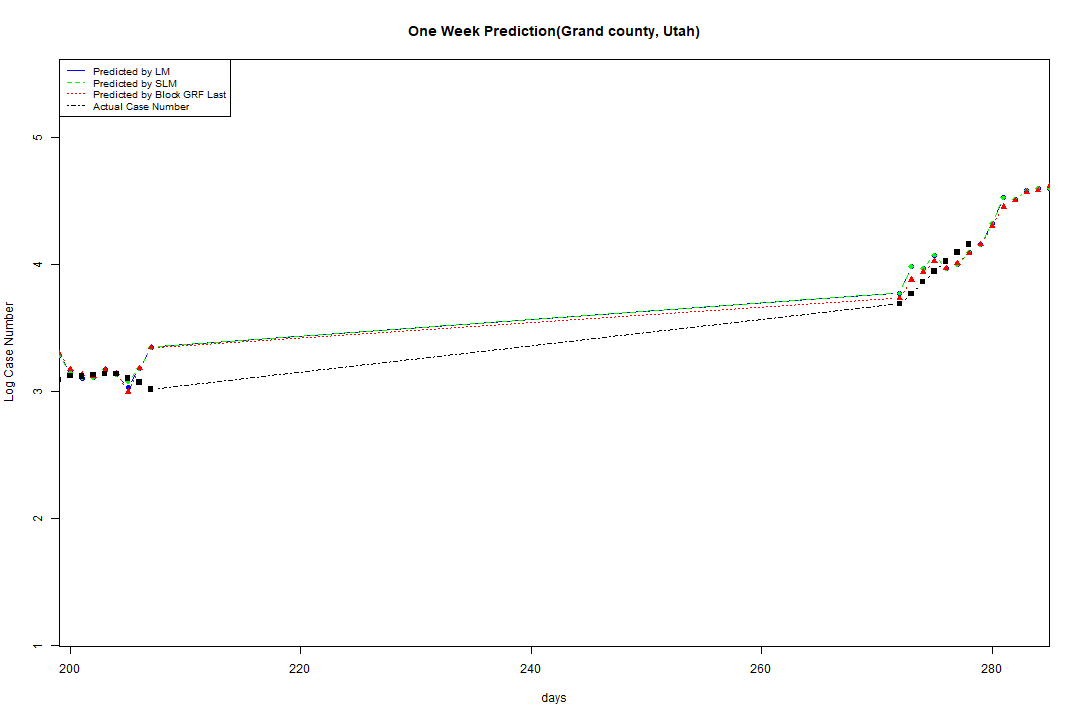 One Week Prediction(Grand county, Utah)
Predicted by LM
Predicted by SLM
Predicted by Block GRF Last
Actual Case Number
5
4
3
2
1
Log Case Number
200 220 240 260 280
days